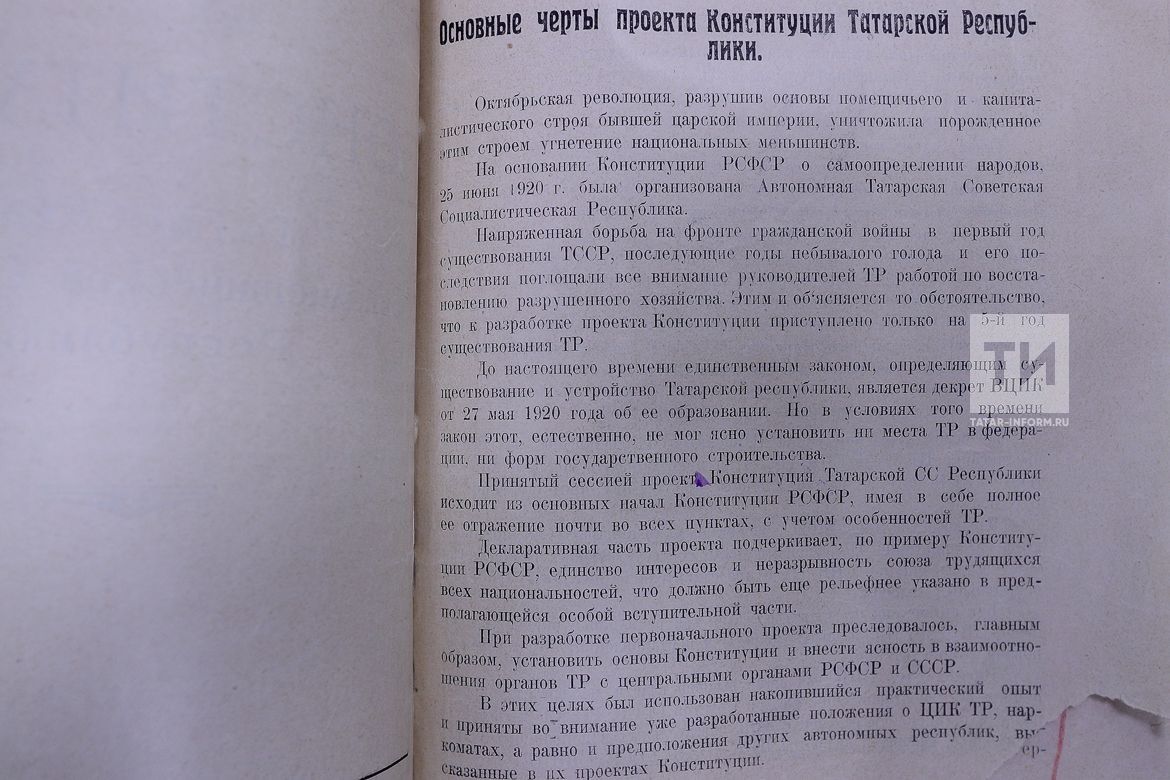 Основные черты проекта Конституции Татарской Респуб-
лики.
Октябрьская революция, разрушив основы помещичьего и капита-
листического строя бывшей царской империи, уничтожила порожденное
этим строем угнетение национальных меньшинств.
На основании Конституции РСФСР о самоопределении народов,
25 июня 1920 г. была организована Автономная Татарская Советская
Социалистическая Республика.
Напряженная борьба на фронте гражданской войны в первый год
существования ТССР, последующие годы небывалого голода и его по-
следствия поглощали все внимание руководителей ТР работой по восста-
новлению разрушенного хозяйства. Этим и об'ясняется то обстоятельство,
что к разработке проекта Конституции приступлено только на 5-й год
существования ТР.
До настоящего времени единственным законом, определяющим су-
ществование и устройство Татарской республики, является декрет ВЦИК
от 27 мая 1920 года об ее образовании. Но в условиях того времени
закон этот, естественно, не мог ясно установить ни места ТР в федера-
ции, ни форм государственного строительства.
Принятый сессией проект Конституция Татарской СС Республики
исходит из основных начал Конституции РСФСР, имея в себе полное
ее отражение почти во всех пунктах, с учетом особенностей ТР.
Декларативная часть проекта подчеркивает, по примеру Конститу-
ции РСФСР, единство интересов и неразрывность союза трудящихся
всех национальностей, что должно быть еще рельефнее указано в пред-
полагающейся особой вступительной части.
При разработке первоначального проекта преследовалось, главным
образом, установить основы Конституции и внести ясность в взаимоотно-
шения органов ТР с центральными органами РСФСР и СССР.
В этих целях был использован накопившийся практический опыт
и приняты во внимание уже разработанные положения о ЦИК ТР, нар-
коматах, а равно и предположения других автономных республик, вы
сказанные в их проектах Конституции.
ер-
ТИ
TATAR-INFORM.RU